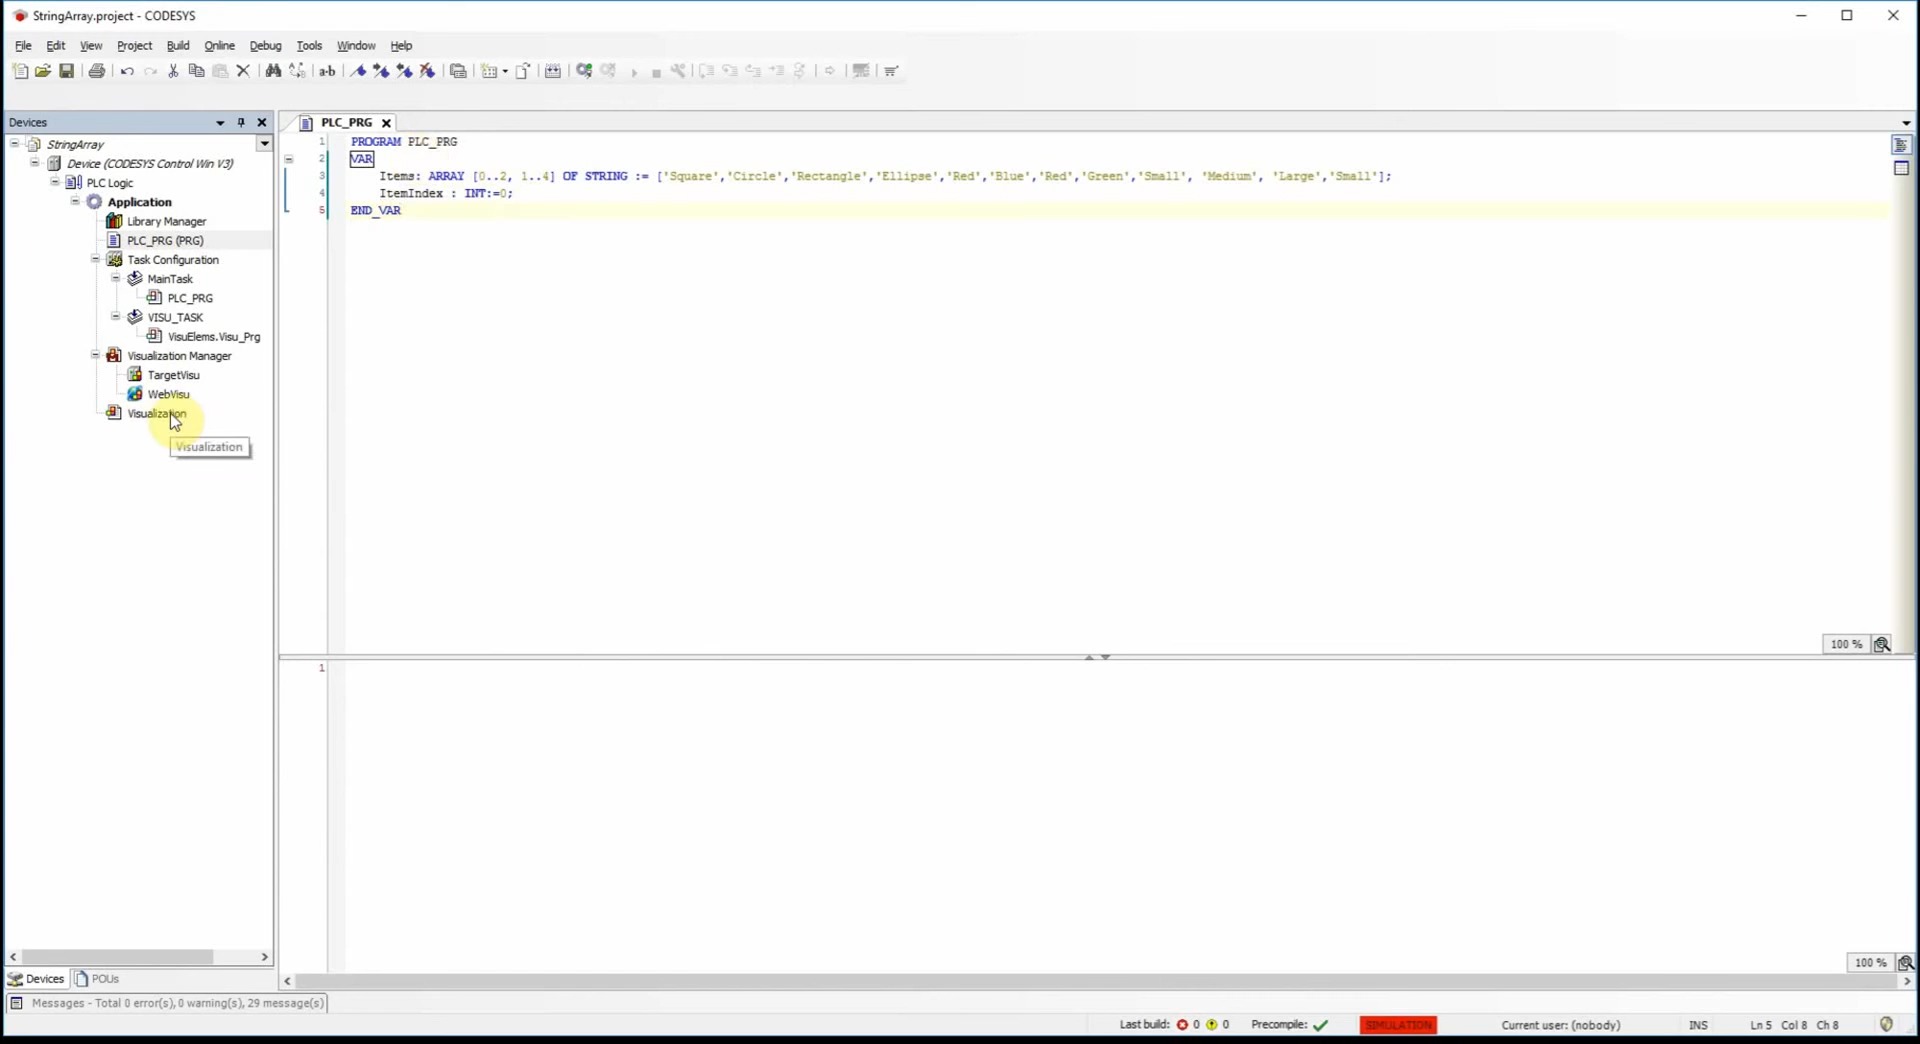 StringArray.project - CODESYS
File Edit View Project Build Online Debug Tools Window Help
Devices
StringArray
Device (CODESYS Control Win V3)
PLC Logic
Application
Library Manager
PLC_PRG (PRG)
Task Configuration
MainTask
PLC_PRG
VISU_TASK
VisuElems.Visu_Prg
Visualization Manager
TargetVisu
WebVisu
Visualization
Visualization
Devices POUs
PLC_PRG
1 PROGRAM PLC_PRG
2 VAR
3 Items: ARRAY [0..2, 1..4] OF STRING := ['Square','Circle','Rectangle','Ellipse','Red','Blue','Red','Green','Small', 'Medium', 'Large','Small'];
4 ItemIndex : INT:=0;
5 END_VAR
100 %
1
100 %
Messages - Total 0 error(s), 0 warning(s), 29 message(s)
Last build: 0 0 Precompile: SIMULATION Current user: (nobody) INS Ln 5 Col 8 Ch 8